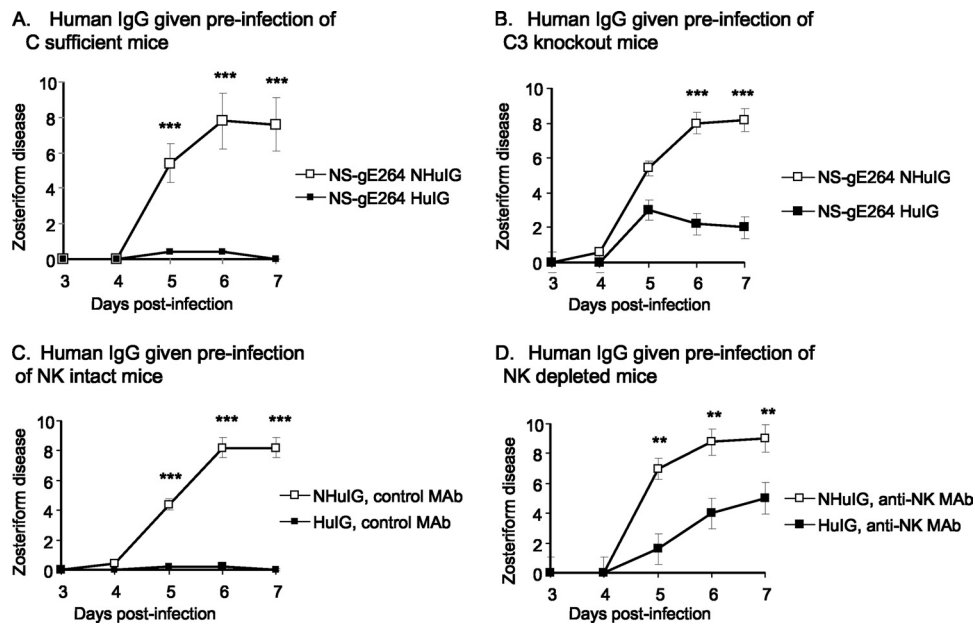 A. Human IgG given pre-infection of
C sufficient mice
10
8
6
4
2
0
Zosteriform disease
***
***
***
NS-gE264 NHuIG
NS-gE264 HuIG
3 4 5 6 7
Days post-infection
B. Human IgG given pre-infection of
C3 knockout mice
10
8
6
4
2
0
Zosteriform disease
***
***
NS-gE264 NHuIG
NS-gE264 HuIG
3 4 5 6 7
Days post-infection
C. Human IgG given pre-infection
of NK intact mice
10
8
6
4
2
0
Zosteriform disease
***
***
***
NHuIG, control MAb
HuIG, control MAb
3 4 5 6 7
Days post-infection
D. Human IgG given pre-infection of
NK depleted mice
10
8
6
4
2
0
Zosteriform disease
**
**
**
NHuIG, anti-NK MAb
HuIG, anti-NK MAb
3 4 5 6 7
Days post-infection